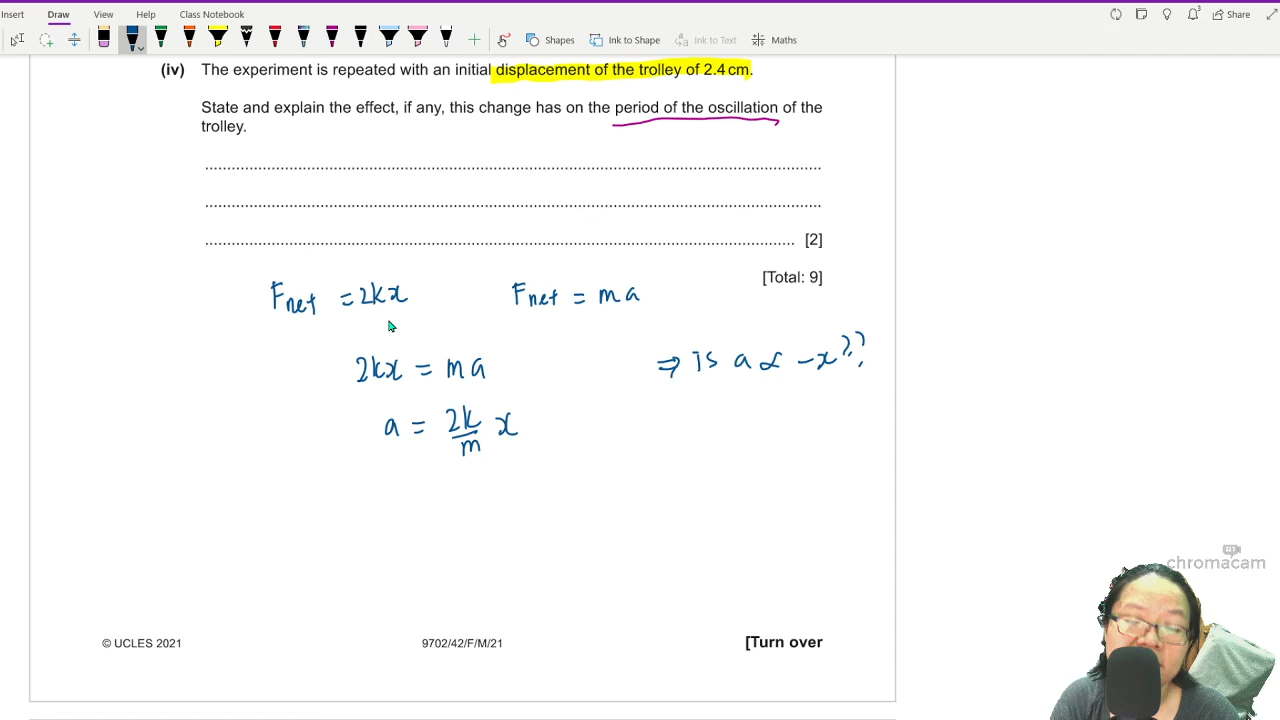 Insert Draw View Help Class Notebook Share
Shapes Ink to Shape Ink to Text Maths
(iv) The experiment is repeated with an initial displacement of the trolley of 2.4 cm.
State and explain the effect, if any, this change has on the period of the oscillation of the
trolley.
[2]
[Total: 9]
Fnet = 2kx Fnet = ma
2kx = ma ⇒ is a ∝ -x??
a = 2k/m x
chromacam
© UCLES 2021 9702/42/F/M/21 [Turn over